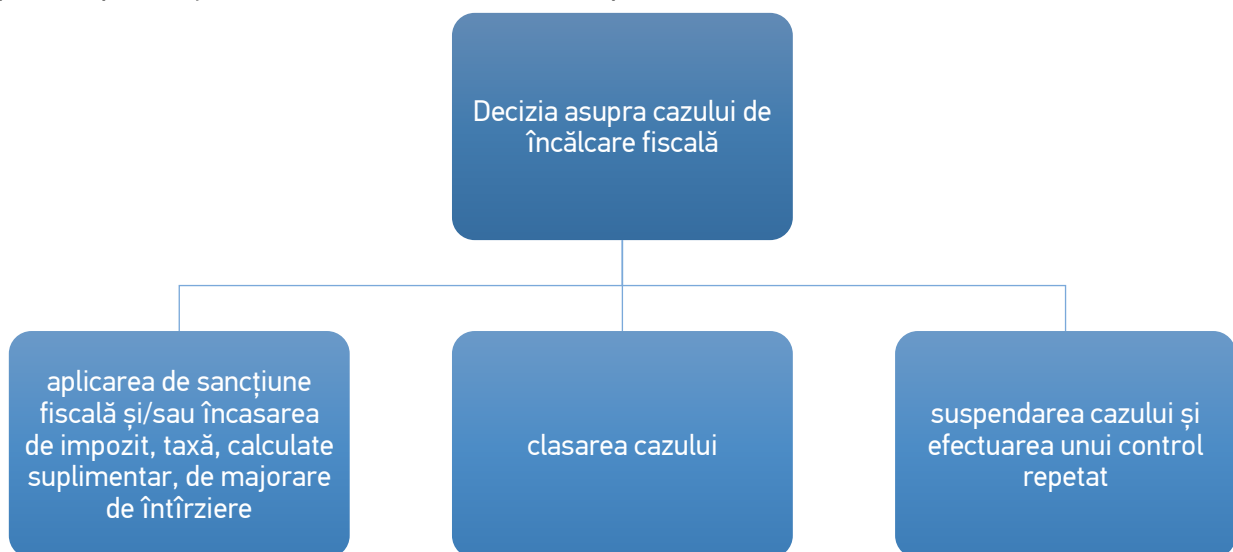 Decizia asupra cazului de
încălcare fiscală
aplicarea de sancțiune
fiscală și/sau încasarea
de impozit, taxă, calculate
suplimentar, de majorare
de întîrziere
clasarea cazului
suspendarea cazului și
efectuarea unui control
repetat